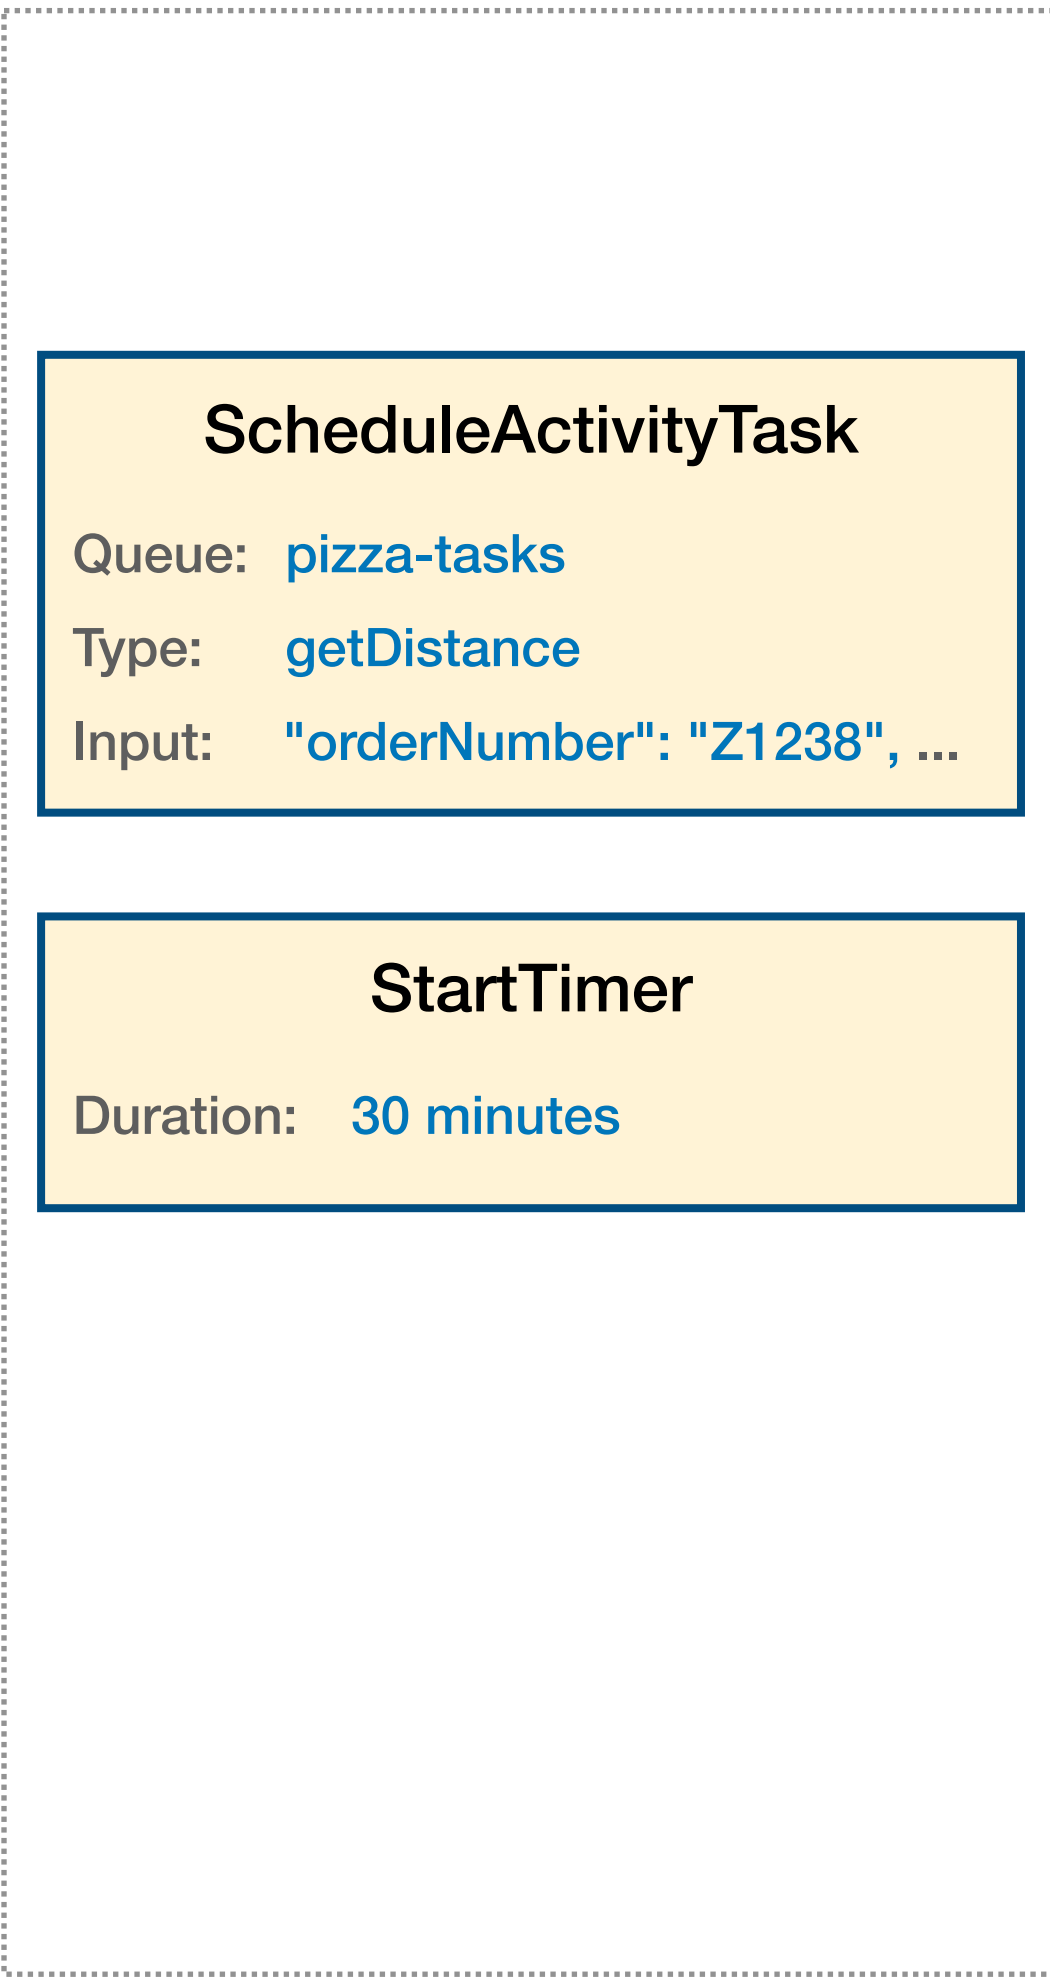 ScheduleActivityTask
Queue: pizza-tasks
Type: getDistance
Input: "orderNumber": "Z1238", ...
StartTimer
Duration: 30 minutes